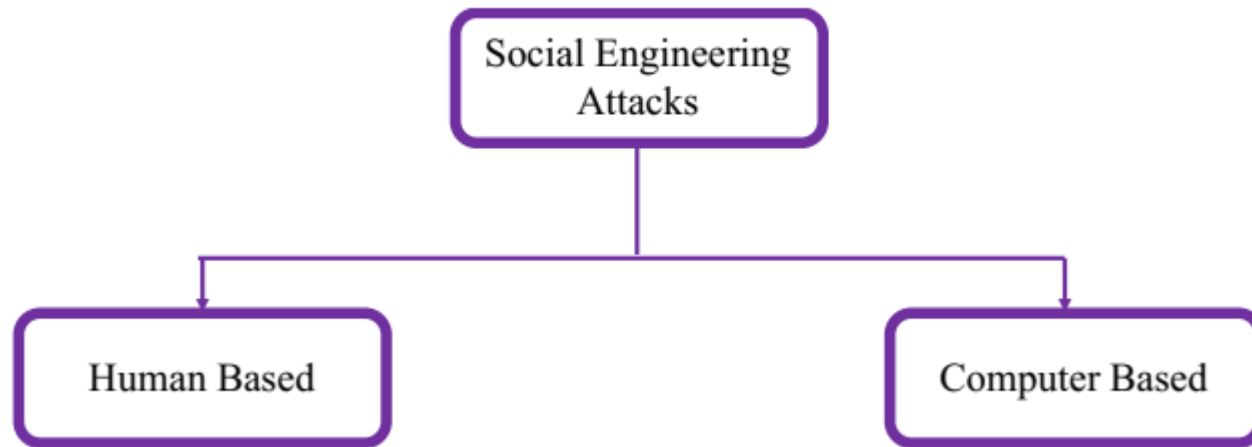 Social Engineering
Attacks
Human Based
Computer Based